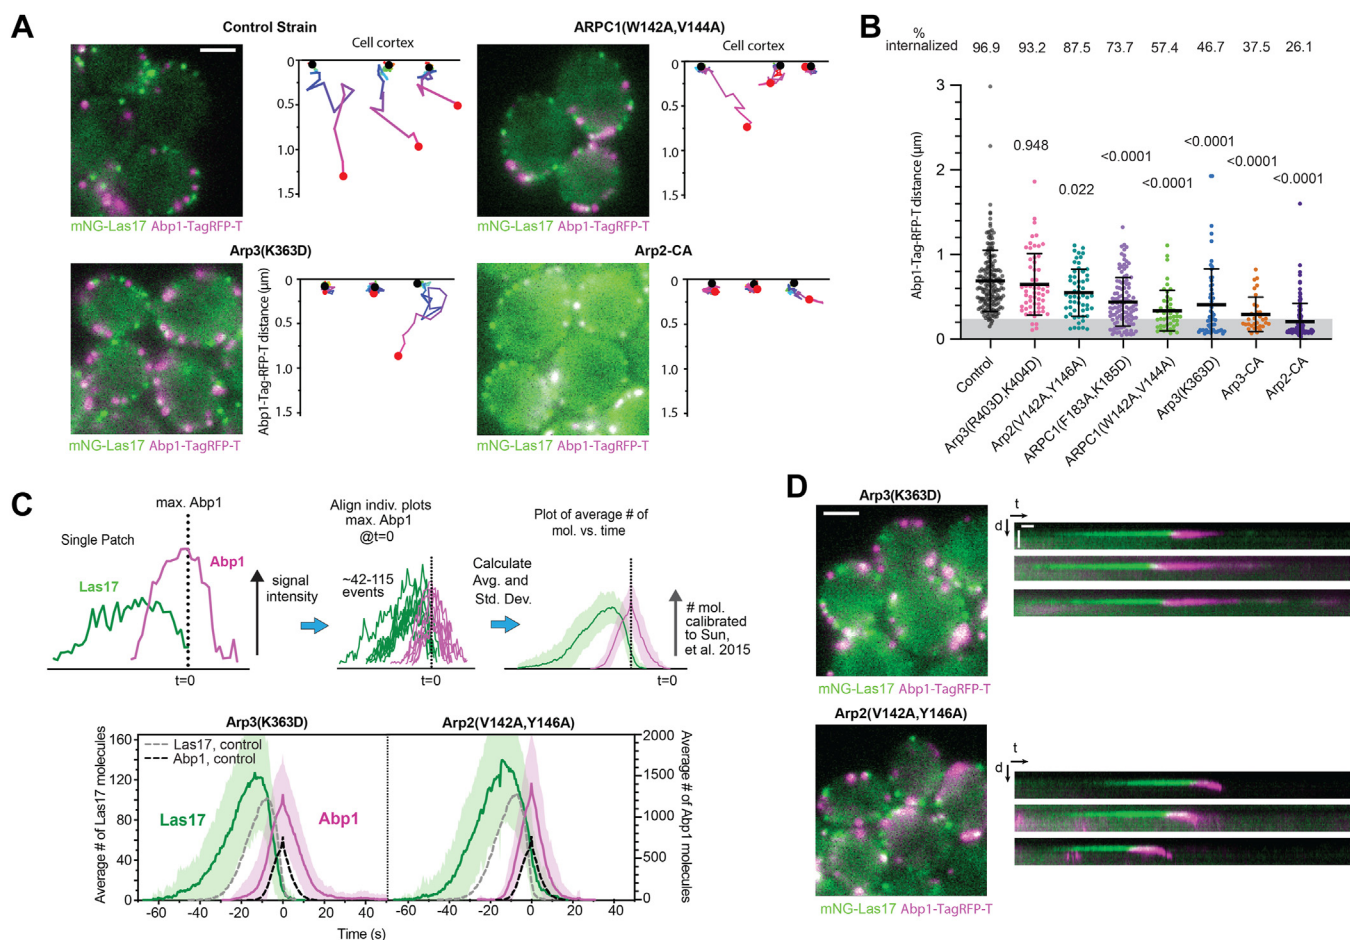 A
Control Strain
Cell cortex
0
0.5
1.0
1.5
mNG-Las17 Abp1-TagRFP-T
ARPC1(W142A,V144A)
Cell cortex
0
0.5
1.0
1.5
mNG-Las17 Abp1-TagRFP-T
Arp3(K363D)
Abp1-Tag-RFP-T distance (µm)
0
0.5
1.0
1.5
mNG-Las17 Abp1-TagRFP-T
Arp2-CA
0
0.5
1.0
1.5
mNG-Las17 Abp1-TagRFP-T
B
%
internalized
96.9 93.2 87.5 73.7 57.4 46.7 37.5 26.1
Abp1-Tag-RFP-T distance (µm)
3
2
1
0
0.948
0.022
<0.0001
<0.0001
<0.0001
<0.0001
<0.0001
Control
Arp3(R403D,K404D)
Arp2(V142A,Y146A)
ARPC1(F183A,K185D)
ARPC1(W142A,V144A)
Arp3(K363D)
Arp3-CA
Arp2-CA
C
max. Abp1
Single Patch
Las17
Abp1
signal
intensity
t=0
Align indiv. plots
max. Abp1
@t=0
~42-115
events
t=0
Calculate
Avg. and
Std. Dev.
Plot of average # of
mol. vs. time
# mol.
calibrated
to Sun,
et al. 2015
t=0
Arp3(K363D)
Arp2(V142A,Y146A)
Average # of Las17 molecules
160
120
80
40
0
Las17, control
Abp1, control
Las17
Abp1
Las17
Abp1
2000
1500
1000
500
0
Average # of Abp1 molecules
-60 -40 -20 0 20 40 -60 -40 -20 0 20 40
Time (s)
D
Arp3(K363D)
t
d
mNG-Las17 Abp1-TagRFP-T
Arp2(V142A,Y146A)
t
d
mNG-Las17 Abp1-TagRFP-T